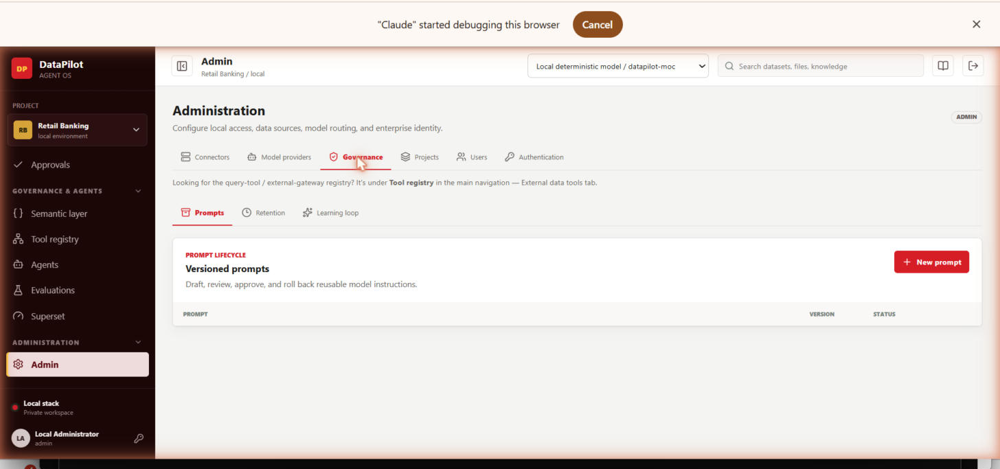 "Claude" started debugging this browser
Cancel
DP
DataPilot
AGENT OS
PROJECT
RB
Retail Banking
local environment
Approvals
GOVERNANCE & AGENTS
Semantic layer
Tool registry
Agents
Evaluations
Superset
ADMINISTRATION
Admin
Local stack
Private workspace
LA
Local Administrator
admin
Admin
Retail Banking / local
Local deterministic model / datapilot-moc
Search datasets, files, knowledge
Administration
Configure local access, data sources, model routing, and enterprise identity.
ADMIN
Connectors
Model providers
Governance
Projects
Users
Authentication
Looking for the query-tool / external-gateway registry? It's under Tool registry in the main navigation — External data tools tab.
Prompts
Retention
Learning loop
PROMPT LIFECYCLE
Versioned prompts
Draft, review, approve, and roll back reusable model instructions.
New prompt
PROMPT
VERSION
STATUS